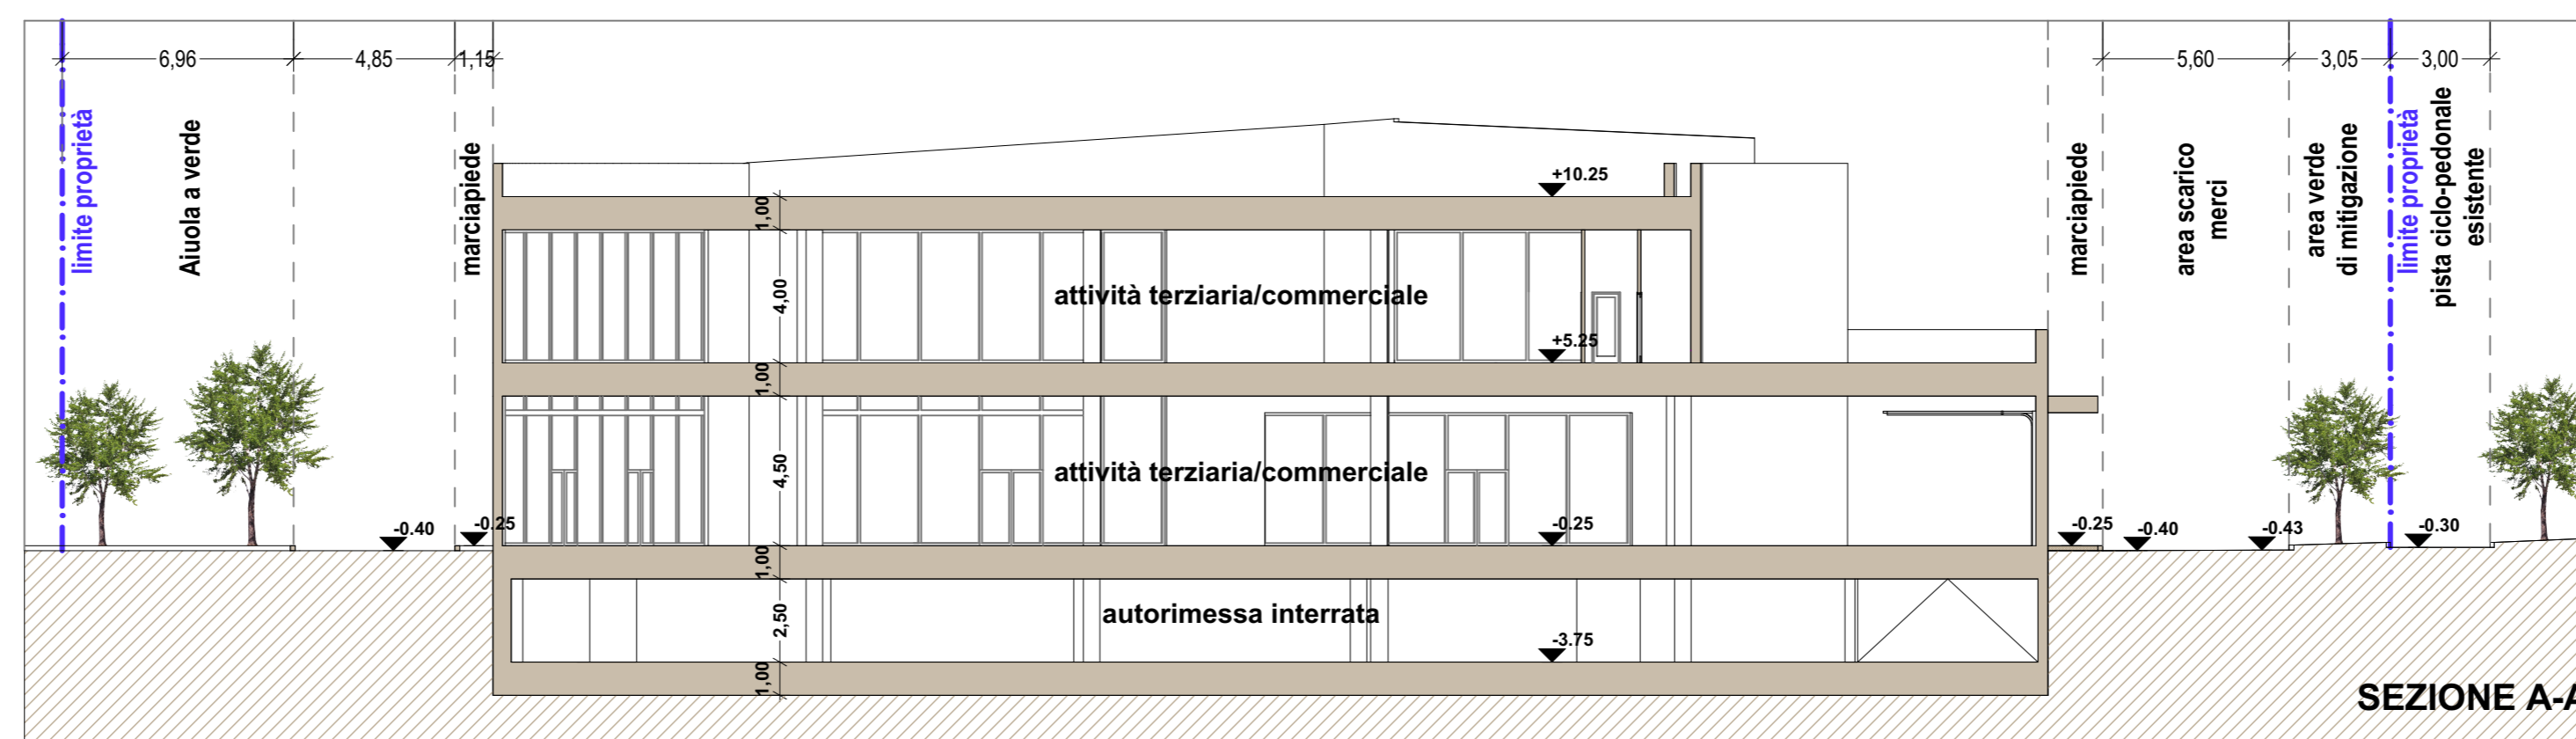 6,96
4,85
1,15
5,60
3,05
3,00
limite proprietà
Aiuola a verde
marciapiede
marciapiede
area scarico
merci
area verde
di mitigazione
limite proprietà
pista ciclo-pedonale
esistente
+10.25
1,00
4,00
attività terziaria/commerciale
+5.25
1,00
4,50
attività terziaria/commerciale
-0.40
-0.25
-0.25
-0.25
-0.40
-0.43
-0.30
1,00
2,50
autorimessa interrata
-3.75
1,00
SEZIONE A-A